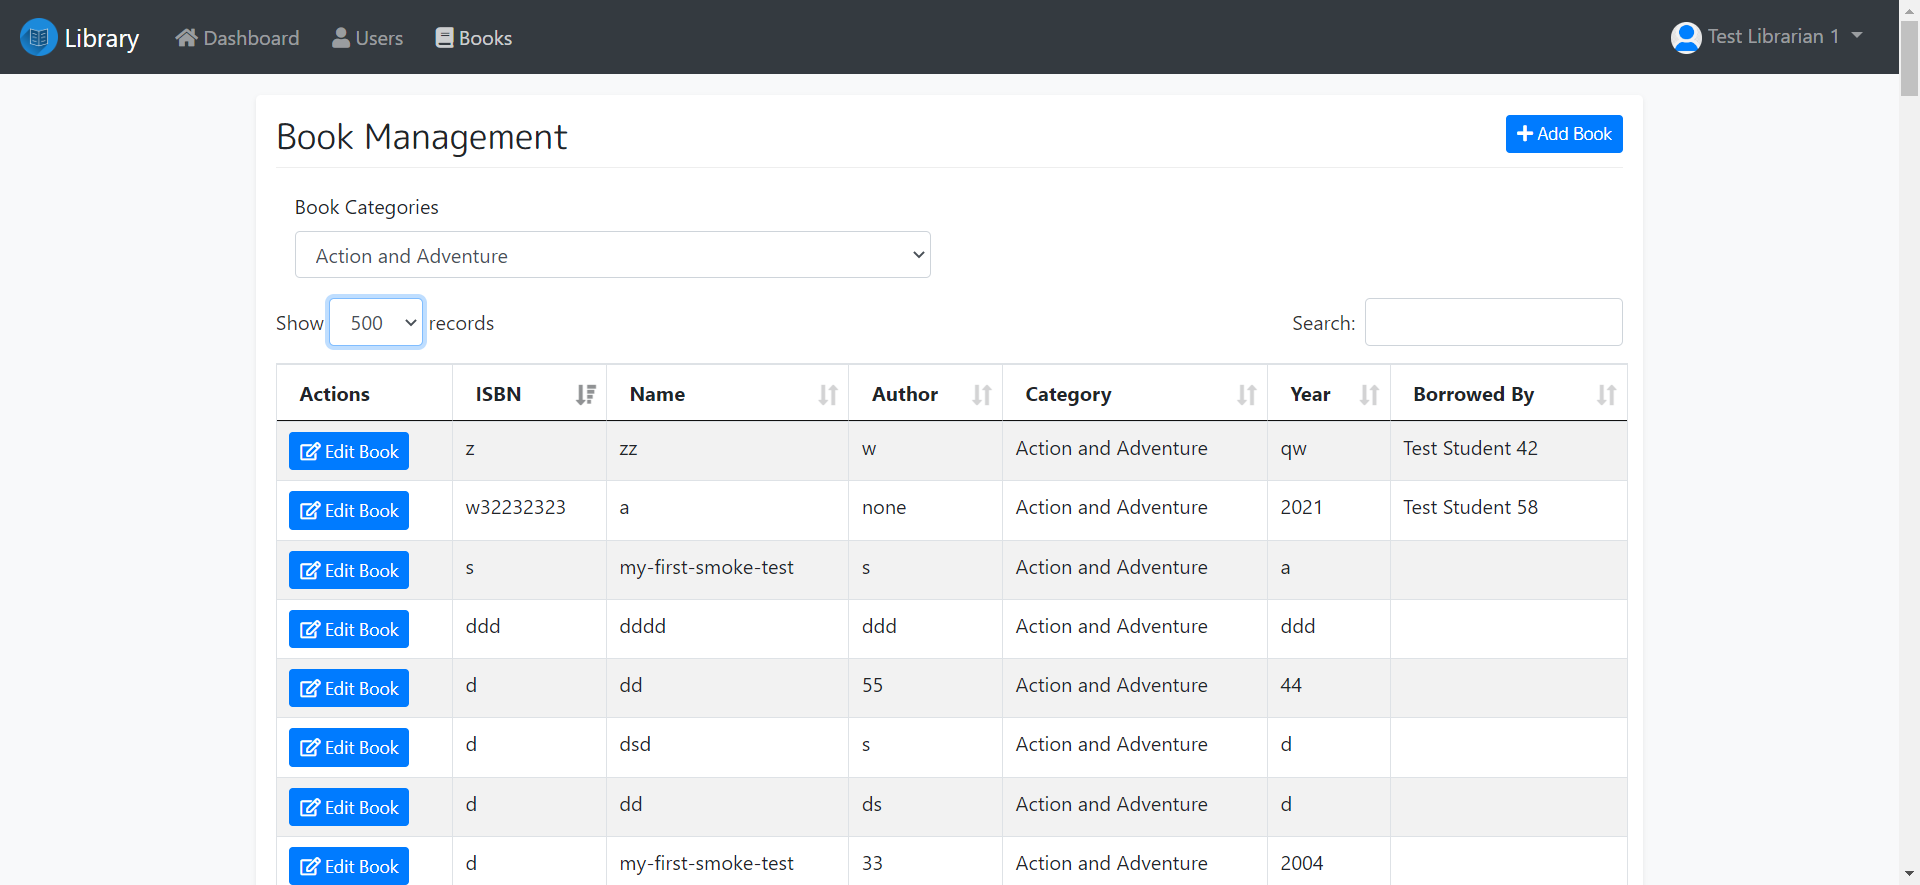 Library Dashboard Users Books Test Librarian 1
Book Management
Add Book
Book Categories
Action and Adventure
Show 500 records Search:
Actions ISBN Name Author Category Year Borrowed By
Edit Book z zz w Action and Adventure qw Test Student 42
Edit Book w32232323 a none Action and Adventure 2021 Test Student 58
Edit Book s my-first-smoke-test s Action and Adventure a
Edit Book ddd dddd ddd Action and Adventure ddd
Edit Book d dd 55 Action and Adventure 44
Edit Book d dsd s Action and Adventure d
Edit Book d dd ds Action and Adventure d
Edit Book d my-first-smoke-test 33 Action and Adventure 2004